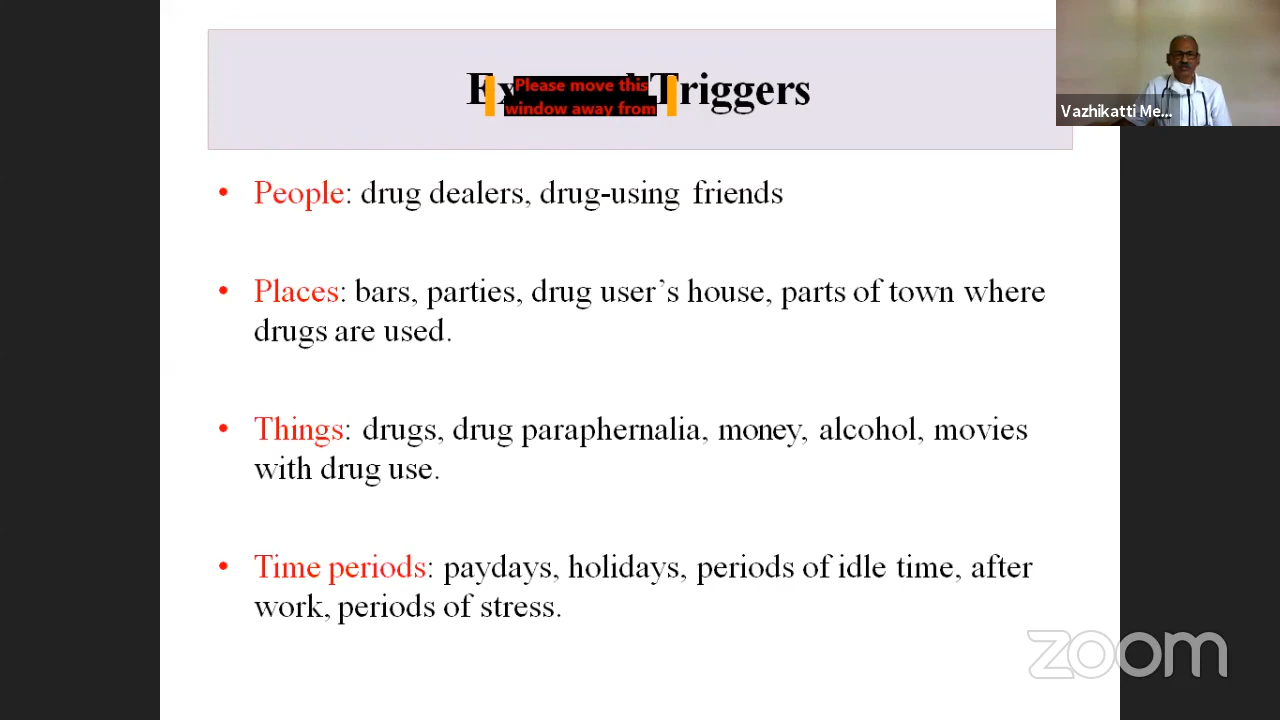 Triggers
Please move this
window away from
Vazhikatti Me...
• People: drug dealers, drug-using friends
• Places: bars, parties, drug user’s house, parts of town where
drugs are used.
• Things: drugs, drug paraphernalia, money, alcohol, movies
with drug use.
• Time periods: paydays, holidays, periods of idle time, after
work, periods of stress.
zoom